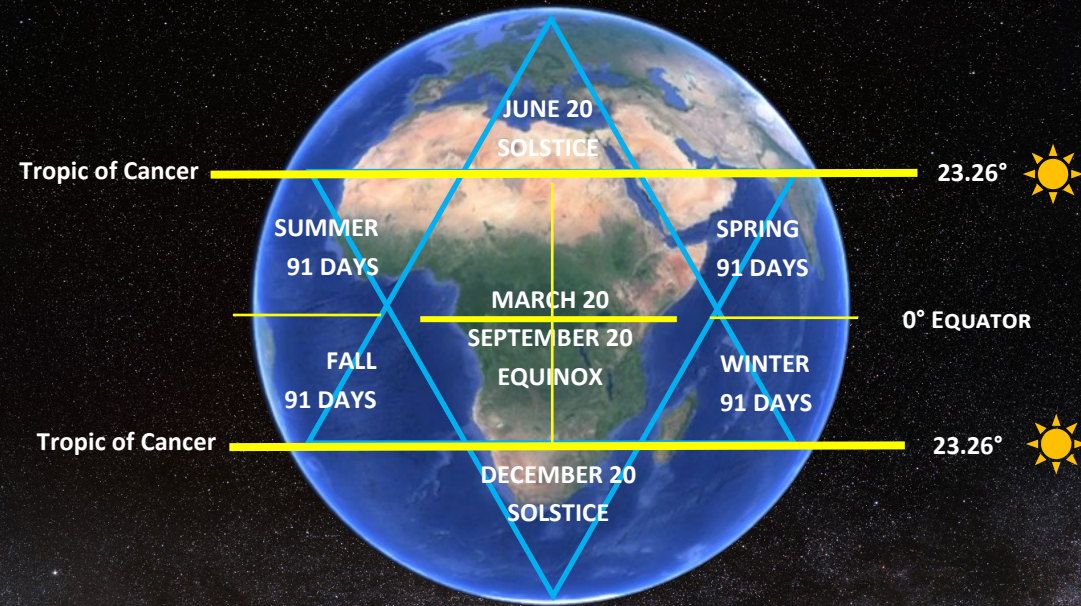 JUNE 20
SOLSTICE
Tropic of Cancer
23.26°
SUMMER
91 DAYS
SPRING
91 DAYS
MARCH 20
SEPTEMBER 20
EQUINOX
0° EQUATOR
FALL
91 DAYS
WINTER
91 DAYS
Tropic of Cancer
23.26°
DECEMBER 20
SOLSTICE